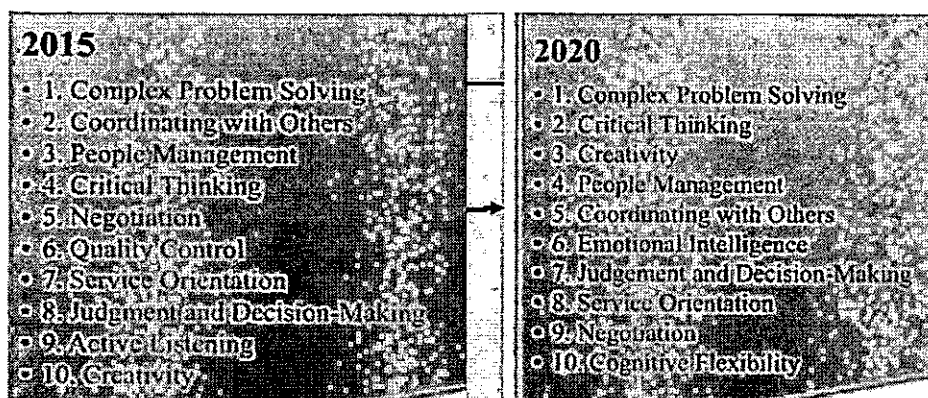 2015
• 1. Complex Problem Solving
• 2. Coordinating with Others
• 3. People Management
• 4. Critical Thinking
• 5. Negotiation
• 6. Quality Control
• 7. Service Orientation
• 8. Judgment and Decision-Making
• 9. Active Listening
• 10. Creativity
2020
• 1. Complex Problem Solving
• 2. Critical Thinking
• 3. Creativity
• 4. People Management
• 5. Coordinating with Others
• 6. Emotional Intelligence
• 7. Judgement and Decision-Making
• 8. Service Orientation
• 9. Negotiation
• 10. Cognitive Flexibility